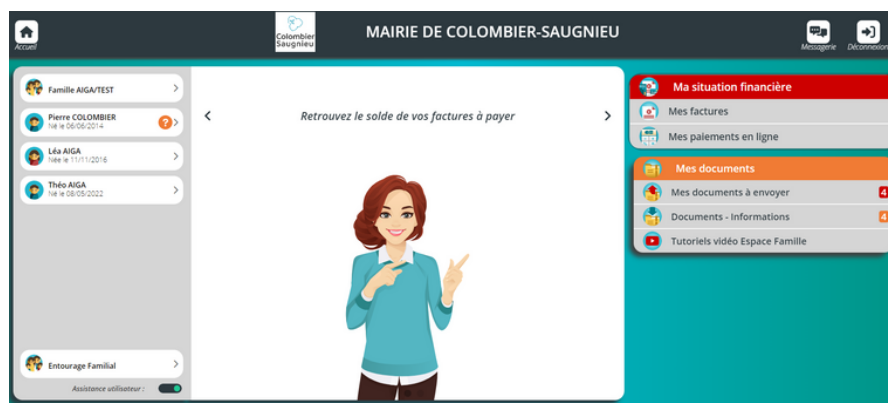 Accueil
Colombier
Saugnieu
MAIRIE DE COLOMBIER-SAUGNIEU
Messagerie
Déconnexion
Famille AIGA/TEST
Pierre COLOMBIER
Né le 06/06/2014
?
Léa AIGA
Née le 11/11/2016
Théo AIGA
Né le 08/05/2022
Entourage Familial
Assistance utilisateur :
Retrouvez le solde de vos factures à payer
Ma situation financière
Mes factures
Mes paiements en ligne
Mes documents
Mes documents à envoyer
4
Documents - Informations
4
Tutoriels vidéo Espace Famille